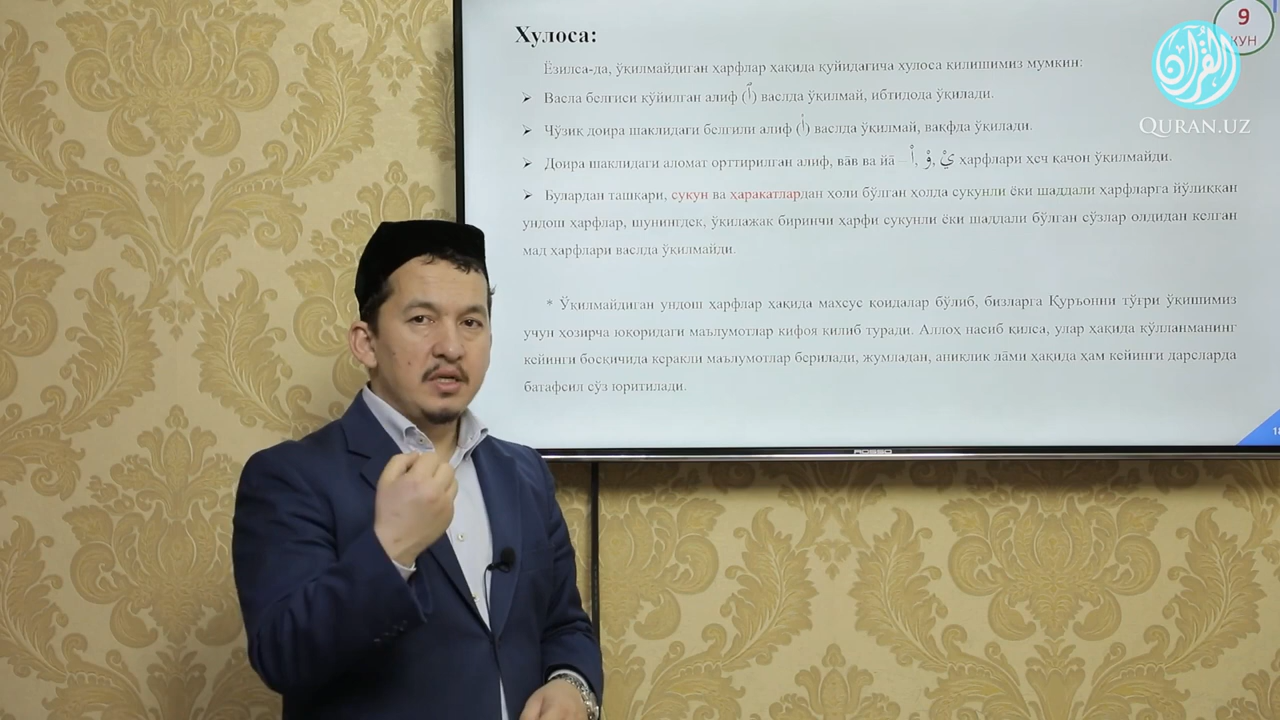 Хулоса:
9
КУН
Ёзилса-да, ўқилмайдиган ҳарфлар ҳақида қуйидагича хулоса қилишимиз мумкин:
القرآن
QURAN.UZ
➢ Васла белгиси қўйилган алиф (ٱ) васлда ўқилмай, ибтидода ўқилади.
➢ Чўзиқ доира шаклидаги белгили алиф (ا۠) васлда ўқилмай, вақфда ўқилади.
➢ Доира шаклидаги аломат орттирилган алиф, вāв ва йā – اْ, وْ, يْ ҳарфлари ҳеч қачон ўқилмайди.
➢ Булардан ташқари, сукун ва ҳаракатлардан холи бўлган ҳолда сукунли ёки шаддали ҳарфларга йўлиққан
ундош ҳарфлар, шунингдек, ўқилажак биринчи ҳарфи сукунли ёки шаддали бўлган сўзлар олдидан келган
мад ҳарфлари васлда ўқилмайди.
* Ўқилмайдиган ундош ҳарфлар ҳақида махсус қоидалар бўлиб, бизларга Қуръонни тўғри ўқишимиз
учун ҳозирча юқоридаги маълумотлар кифоя қилиб туради. Аллоҳ насиб қилса, улар ҳақида қўлланманинг
кейинги босқичида керакли маълумотлар берилади, жумладан, аниқлик лāми ҳақида ҳам кейинги дарсларда
батафсил сўз юритилади.